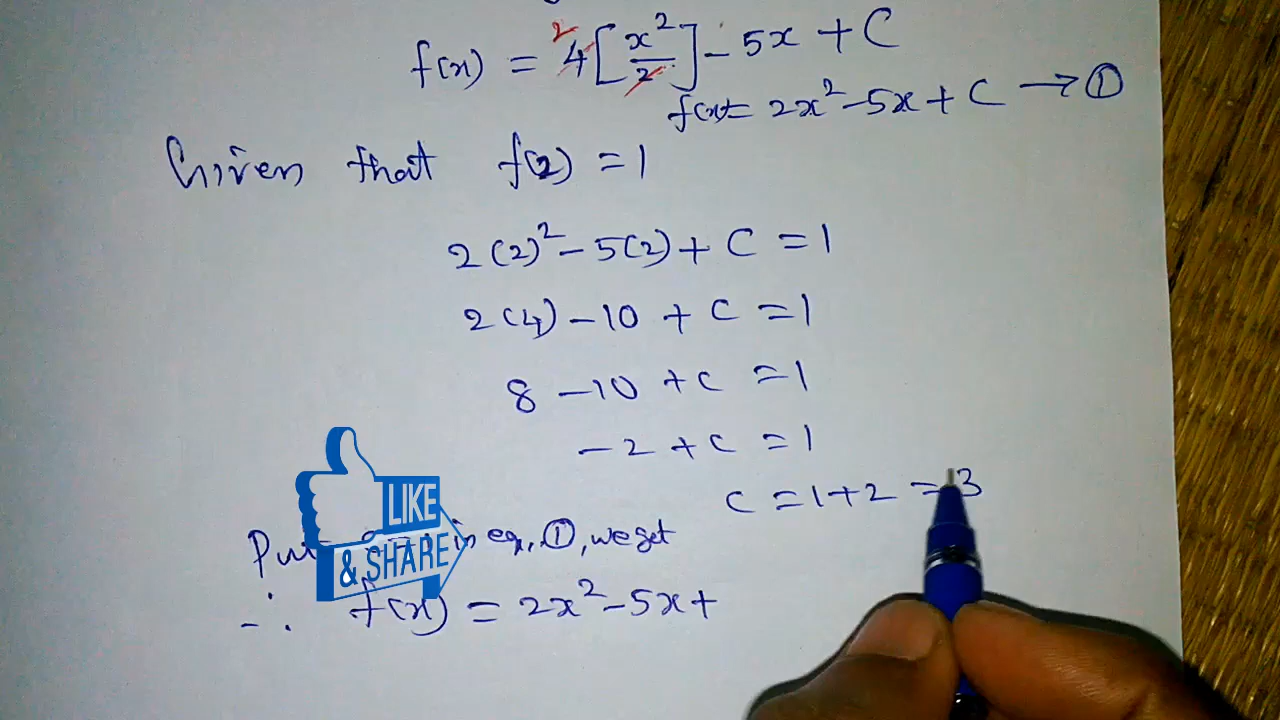 f(x) = 4[x²/2] - 5x + C
2
f(x) = 2x² - 5x + C → ①
Given that f(2) = 1
2(2)² - 5(2) + C = 1
2(4) - 10 + C = 1
8 - 10 + C = 1
-2 + C = 1
C = 1 + 2 = 3
Put in eq, ①, we get
∴ f(x) = 2x² - 5x +
LIKE
& SHARE